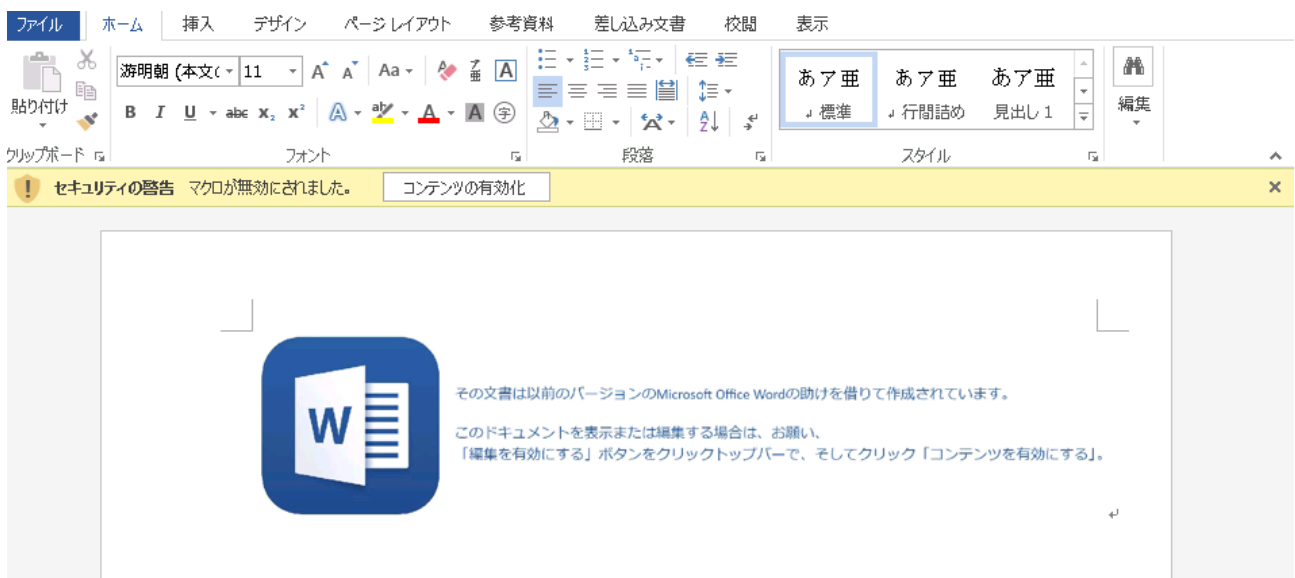 ファイル ホーム 挿入 デザイン ページ レイアウト 参考資料 差し込み文書 校閲 表示
游明朝 (本文( 11 A A Aa ア亜 A
あア亜 あア亜 あア亜
貼り付け
B I U abc X₂ X² A aby A A 字
A Z
↲ 標準 ↲ 行間詰め 見出し 1
編集
クリップボード フォント 段落 スタイル
セキュリティの警告 マクロが無効にされました。 コンテンツの有効化
W
その文書は以前のバージョンのMicrosoft Office Wordの助けを借りて作成されています。
このドキュメントを表示または編集する場合は、お願い、
「編集を有効にする」ボタンをクリックトップバーで、そしてクリック「コンテンツを有効にする」。